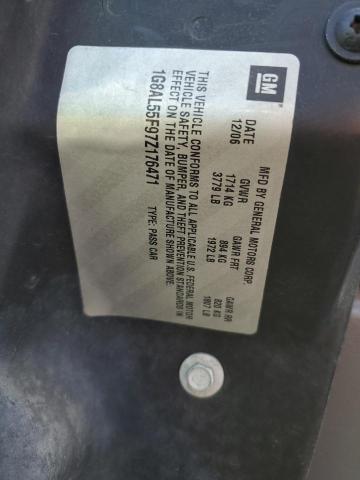 GM
MFD BY GENERAL MOTORS CORP.
DATE GVWR GAWR FRT GAWR RR
12/06 1714 KG 894 KG 820 KG
3779 LB 1972 LB 1807 LB
THIS VEHICLE CONFORMS TO ALL APPLICABLE U.S. FEDERAL MOTOR
VEHICLE SAFETY, BUMPER, AND THEFT PREVENTION STANDARDS IN
EFFECT ON THE DATE OF MANUFACTURE SHOWN ABOVE.
1G8AL55F97Z176471 TYPE: PASS CAR